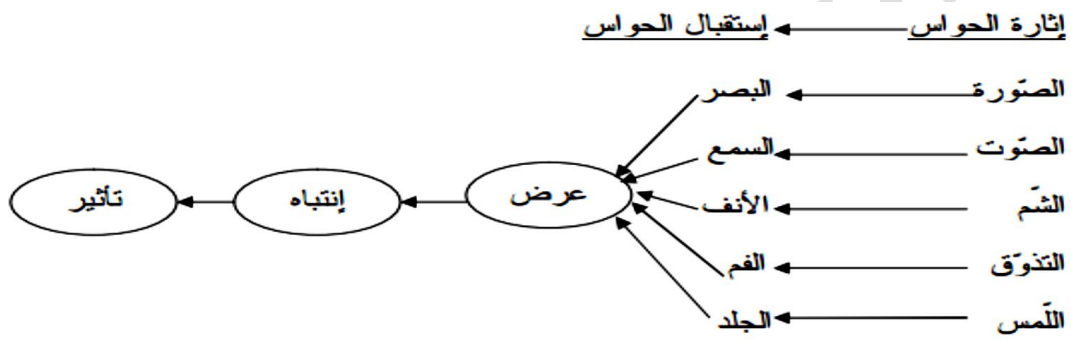 إثارة الحواس إستقبال الحواس
الصّورة البصر
الصّوت السمع
عرض إنتباه تأثير
الشّم الأنف
التذوّق الفم
اللّمس الجلد